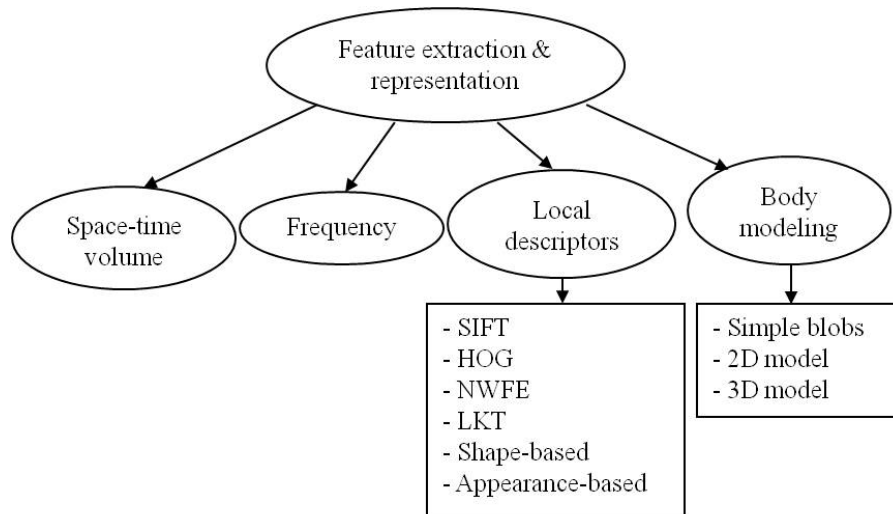 Feature extraction &
representation
Space-time
volume
Frequency
Local
descriptors
Body
modeling
- SIFT
- HOG
- NWFE
- LKT
- Shape-based
- Appearance-based
- Simple blobs
- 2D model
- 3D model